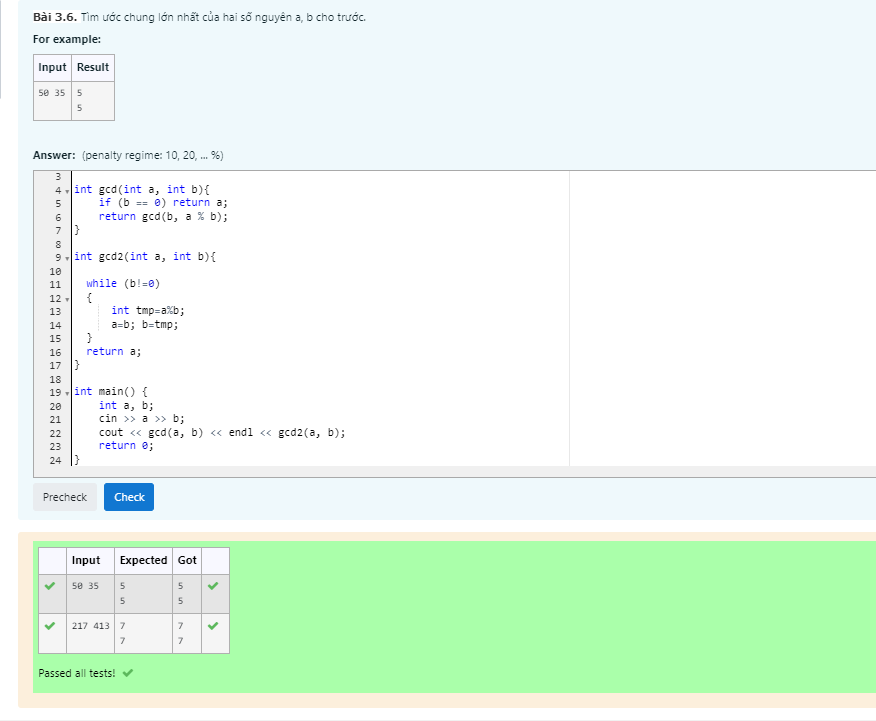 Bài 3.6. Tìm ước chung lớn nhất của hai số nguyên a, b cho trước.
For example:
Input Result
50 35 5
5
Answer: (penalty regime: 10, 20, ... %)
3
4 int gcd(int a, int b){
5     if (b == 0) return a;
6     return gcd(b, a % b);
7 }
8
9 int gcd2(int a, int b){
10
11   while (b!=0)
12   {
13       int tmp=a%b;
14       a=b; b=tmp;
15   }
16   return a;
17 }
18
19 int main() {
20     int a, b;
21     cin >> a >> b;
22     cout << gcd(a, b) << endl << gcd2(a, b);
23     return 0;
24 }
Precheck Check
Input Expected Got
50 35 5 5
5 5
217 413 7 7
7 7
Passed all tests!